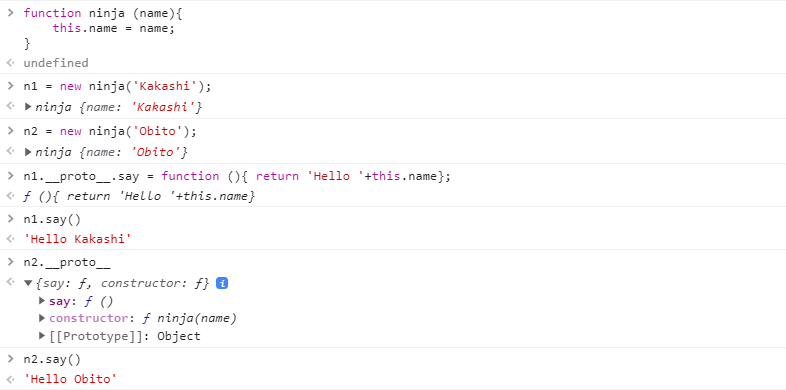 function ninja (name){
    this.name = name;
}
undefined
n1 = new ninja('Kakashi');
ninja {name: 'Kakashi'}
n2 = new ninja('Obito');
ninja {name: 'Obito'}
n1.__proto__.say = function (){ return 'Hello '+this.name};
ƒ (){ return 'Hello '+this.name}
n1.say()
'Hello Kakashi'
n2.__proto__
{say: ƒ, constructor: ƒ} i
say: ƒ ()
constructor: ƒ ninja(name)
[[Prototype]]: Object
n2.say()
'Hello Obito'